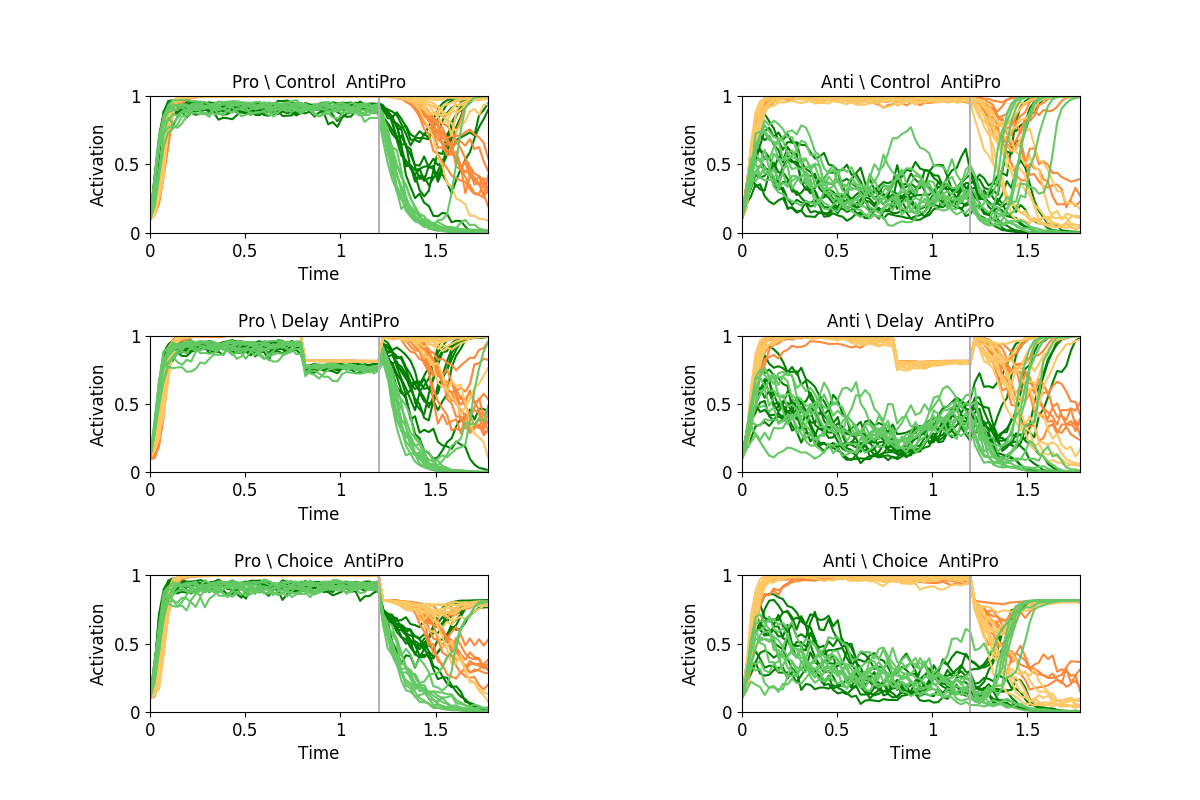 Pro \ Control  AntiPro
Activation
1
0.5
0
0
0.5
1
1.5
Time
Anti \ Control  AntiPro
Activation
1
0.5
0
0
0.5
1
1.5
Time
Pro \ Delay  AntiPro
Activation
1
0.5
0
0
0.5
1
1.5
Time
Anti \ Delay  AntiPro
Activation
1
0.5
0
0
0.5
1
1.5
Time
Pro \ Choice  AntiPro
Activation
1
0.5
0
0
0.5
1
1.5
Time
Anti \ Choice  AntiPro
Activation
1
0.5
0
0
0.5
1
1.5
Time